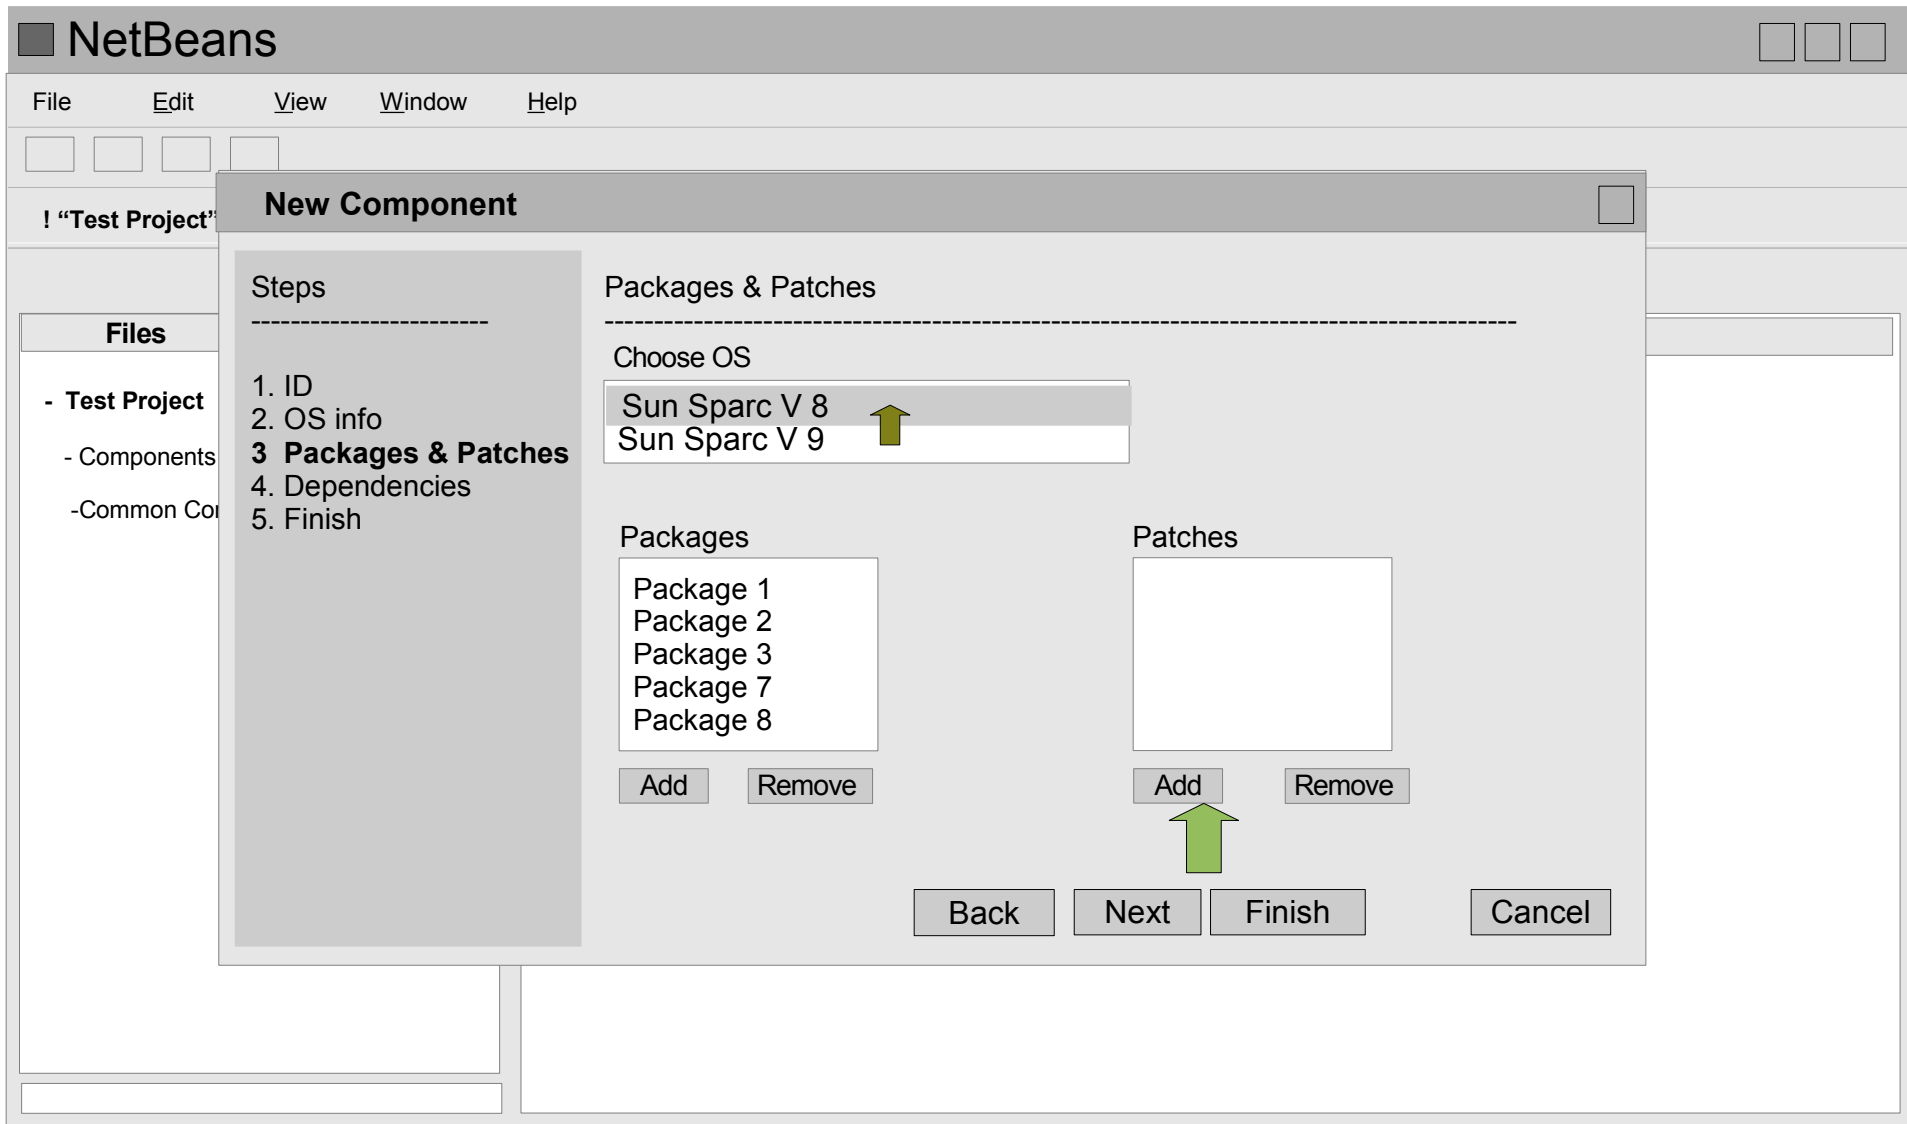 NetBeans
File Edit View Window Help
! “Test Project”
New Component
Steps
------------------------
1. ID
2. OS info
3 Packages & Patches
4. Dependencies
5. Finish
Packages & Patches
--------------------------------------------------------------------------------------------
Choose OS
Sun Sparc V 8
Sun Sparc V 9
Packages
Package 1
Package 2
Package 3
Package 7
Package 8
Add Remove
Patches
Add Remove
Back Next Finish Cancel
Files
- Test Project
- Components
-Common